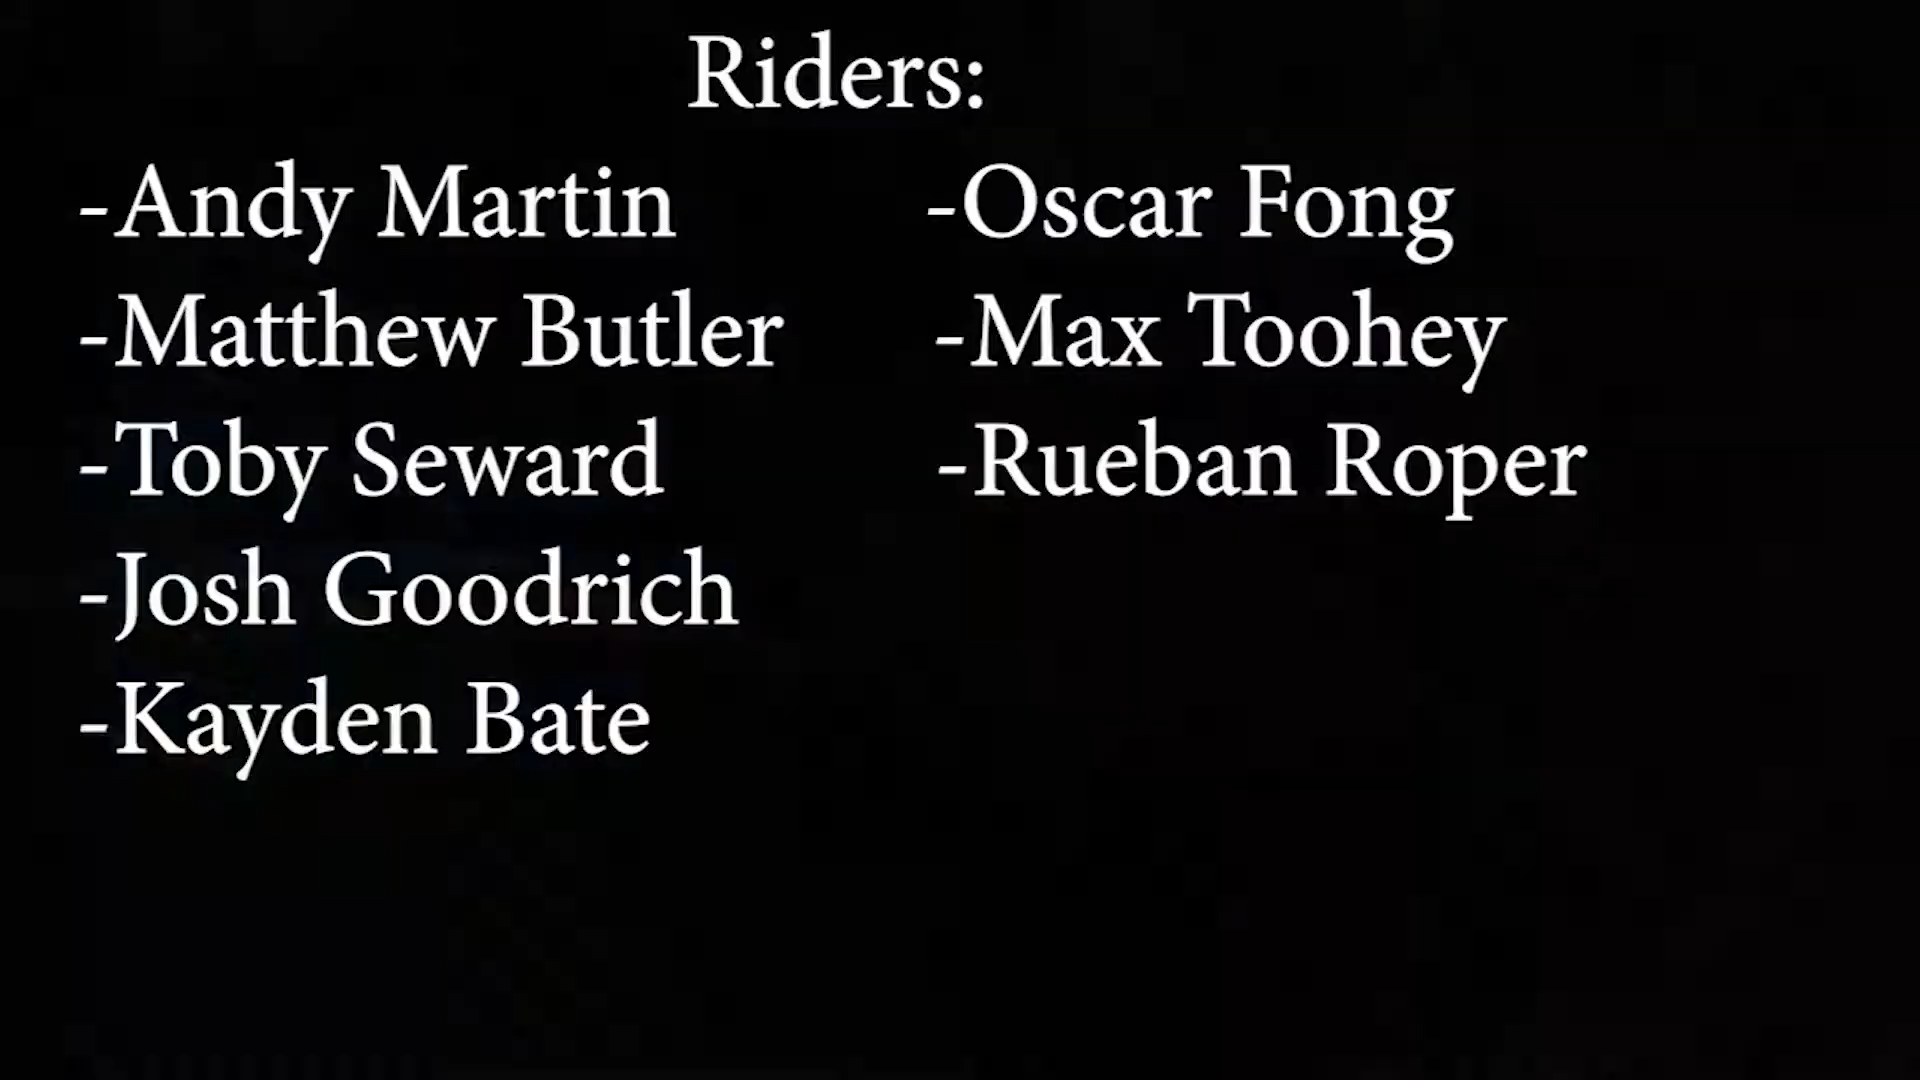 Riders:
-Andy Martin
-Matthew Butler
-Toby Seward
-Josh Goodrich
-Kayden Bate
-Oscar Fong
-Max Toohey
-Rueban Roper